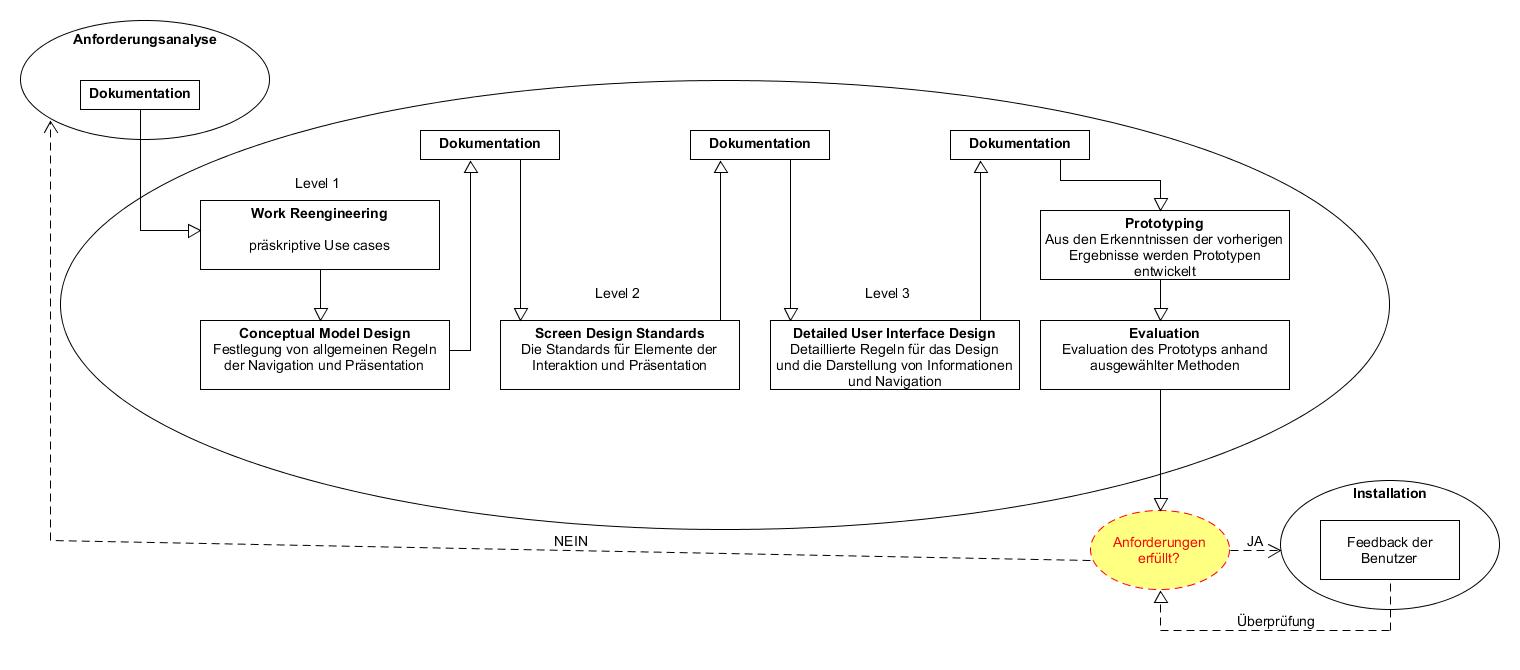 Anforderungsanalyse
Dokumentation
Dokumentation
Dokumentation
Dokumentation
Level 1
Work Reengineering
präskriptive Use cases
Conceptual Model Design
Festlegung von allgemeinen Regeln
der Navigation und Präsentation
Level 2
Screen Design Standards
Die Standards für Elemente der
Interaktion und Präsentation
Level 3
Detailed User Interface Design
Detaillierte Regeln für das Design
und die Darstellung von Informationen
und Navigation
Prototyping
Aus den Erkenntnissen der vorherigen
Ergebnisse werden Prototypen
entwickelt
Evaluation
Evaluation des Prototyps anhand
ausgewählter Methoden
Anforderungen
erfüllt?
NEIN
JA
Installation
Feedback der
Benutzer
Überprüfung